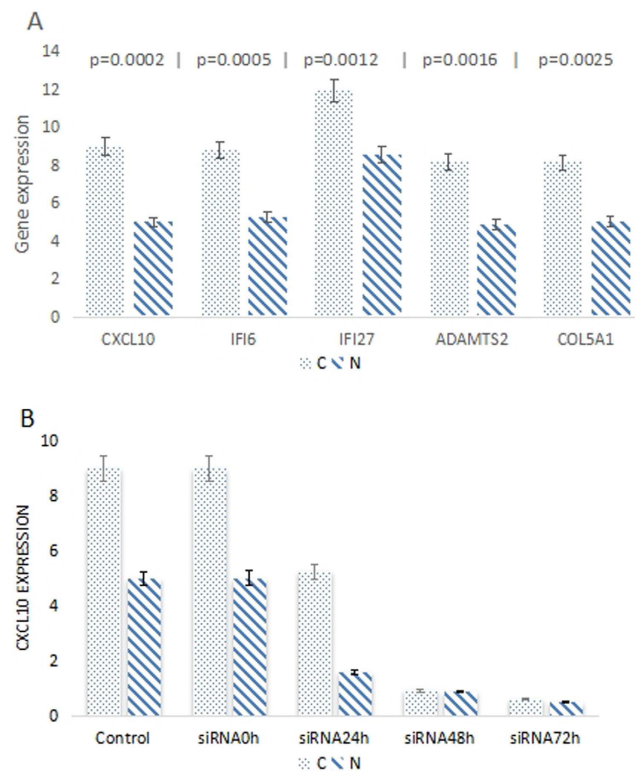 A
14
p=0.0002 | p=0.0005 | p=0.0012 | p=0.0016 | p=0.0025
12
10
8
6
4
2
0
Gene expression
CXCL10 IFI6 IFI27 ADAMTS2 COL5A1
C N
B
10
8
6
4
2
0
CXCL10 EXPRESSION
Control siRNA0h siRNA24h siRNA48h siRNA72h
C N